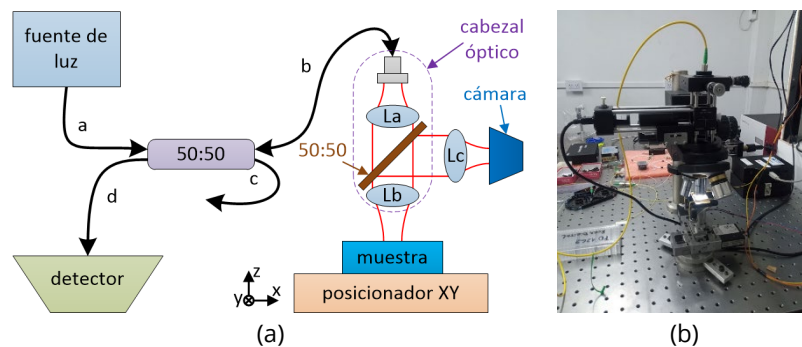 fuente de
luz
a
50:50
d
c
b
cabezal
óptico
La
cámara
50:50
Lc
Lb
muestra
posicionador XY
detector
z
y
x
(a)
(b)